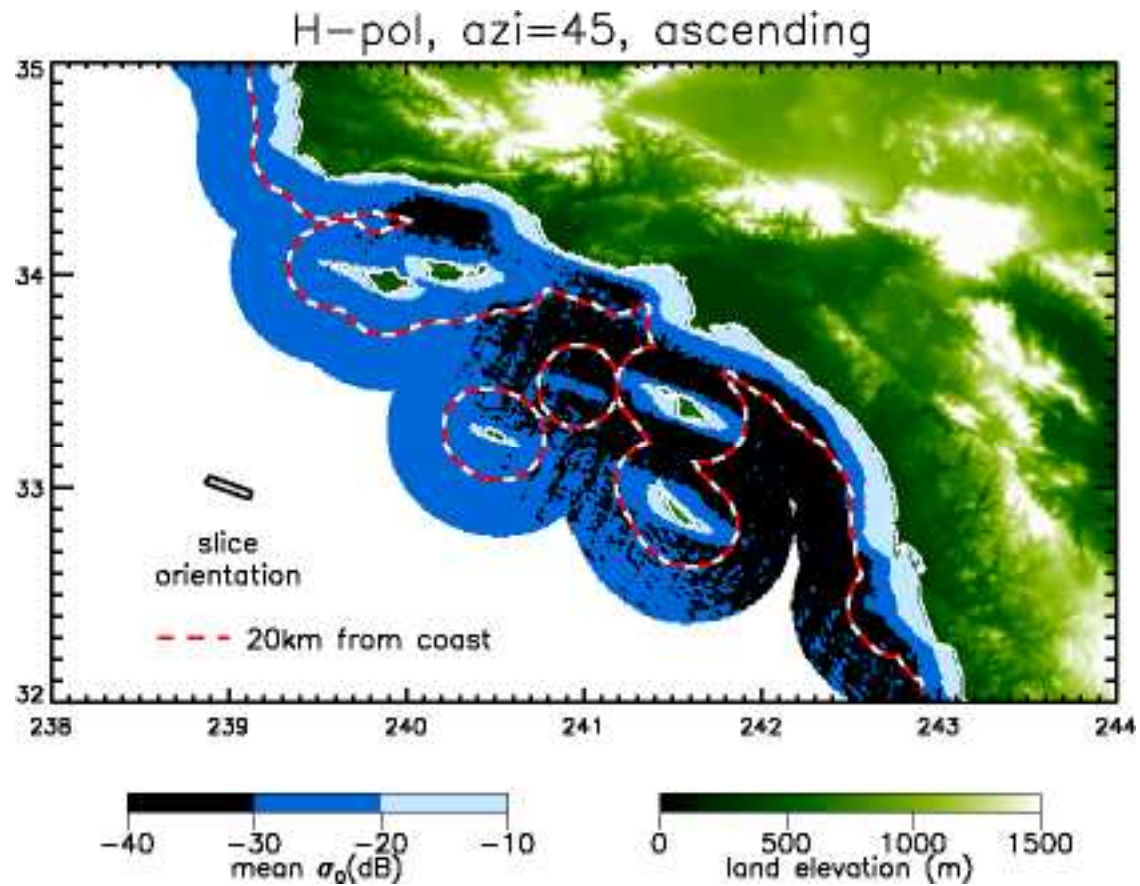 H-pol, azi=45, ascending
35
34
33
32
slice
orientation
20km from coast
238 239 240 241 242 243 244
-40 -30 -20 -10
mean σ₀(dB)
0 500 1000 1500
land elevation (m)